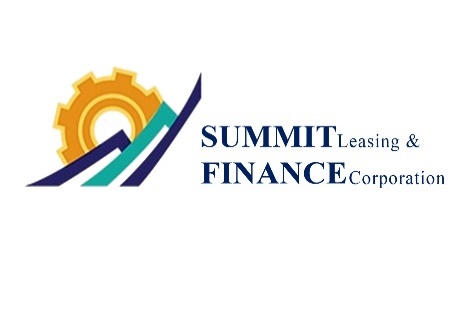 SUMMIT Leasing &
FINANCE Corporation